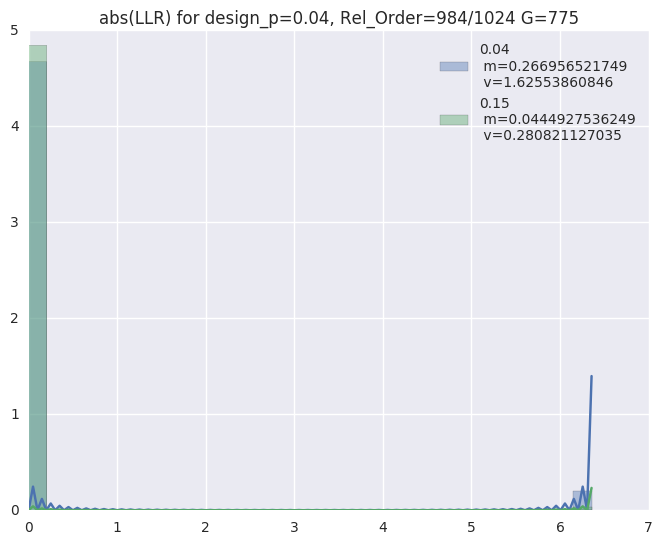 abs(LLR) for design_p=0.04, Rel_Order=984/1024 G=775
0.04
m=0.266956521749
v=1.62553860846
0.15
m=0.0444927536249
v=0.280821127035
5
4
3
2
1
0
0 1 2 3 4 5 6 7